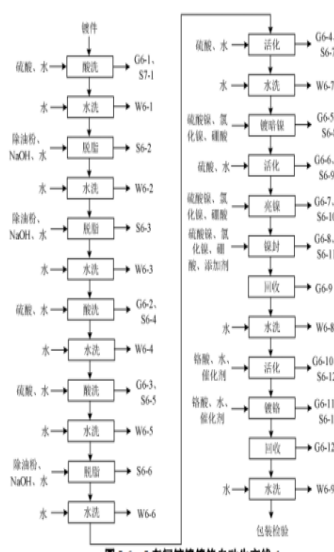 镀件
硫酸、水
酸洗
G6-1、
S7-1
水
水洗
W6-1
除油粉、
NaOH、水
脱脂
S6-2
水
水洗
W6-2
除油粉、
NaOH、水
脱脂
S6-3
水
水洗
W6-3
硫酸、水
酸洗
G6-2、
S6-4
水
水洗
W6-4
硫酸、水
酸洗
G6-3、
S6-5
水
水洗
W6-5
除油粉、
NaOH、水
脱脂
S6-6
水
水洗
W6-6
硫酸、水
活化
G6-4、
S6-7
水
水洗
W6-7
硫酸镍、氯
化镍、硼酸
镀暗镍
G6-5
S6-8
硫酸、水
活化
G6-6、
S6-9
硫酸镍、氯
化镍、硼酸
亮镍
G6-7、
S6-10
硫酸镍、氯
化镍、硼
酸、添加剂
镍封
G6-8、
S6-11
回收
G6-9
水
水洗
W6-8
铬酸、水、
催化剂
活化
G6-10
S6-12
铬酸、水、
催化剂
镀铬
G6-11
S6-1
回收
G6-12
水
水洗
W6-9
包装检验